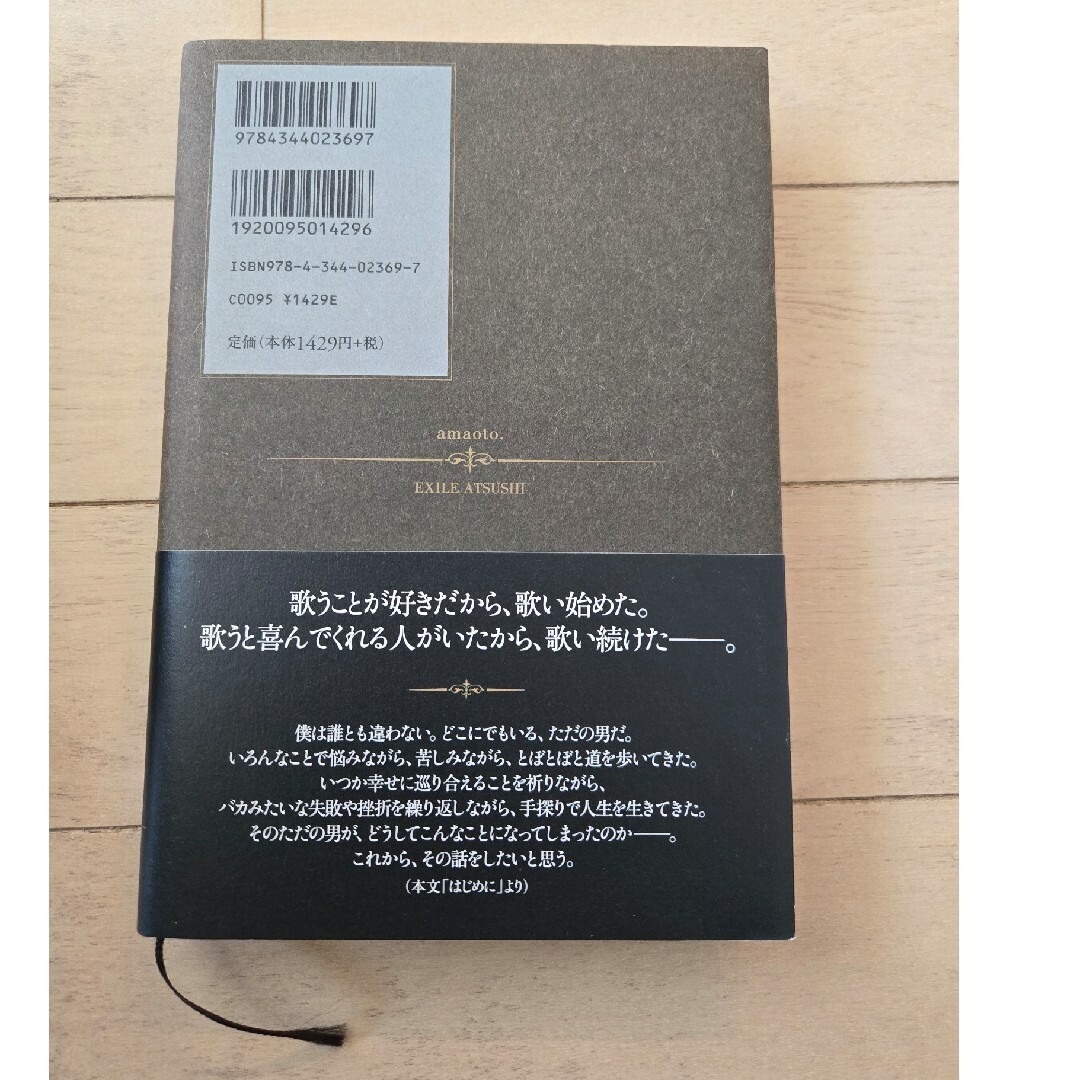 9784344023697
1920095014296
ISBN978-4-344-02369-7
C0095 ¥1429E
定価(本体1429円+税)
amaoto.
EXILE ATSUSHI
歌うことが好きだから、歌い始めた。
歌うと喜んでくれる人がいたから、歌い続けた――。
僕は誰とも違わない。どこにでもいる、ただの男だ。
いろんなことで悩みながら、苦しみながら、とぼとぼと道を歩いてきた。
いつか幸せに巡り合えることを祈りながら、
バカみたいな失敗や挫折を繰り返しながら、手探りで人生を生きてきた。
そのただの男が、どうしてこんなことになってしまったのか――。
これから、その話をしたいと思う。
(本文「はじめに」より)